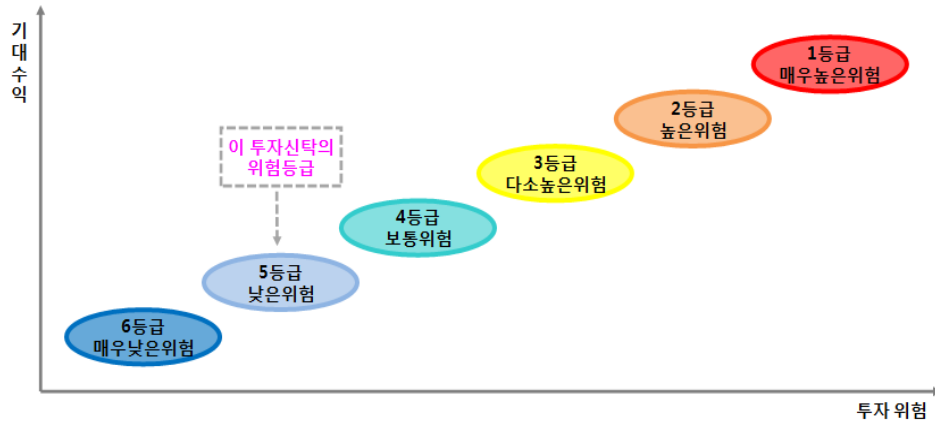 기대수익
1등급
매우높은위험
2등급
높은위험
이 투자신탁의
위험등급
3등급
다소높은위험
4등급
보통위험
5등급
낮은위험
6등급
매우낮은위험
투자 위험